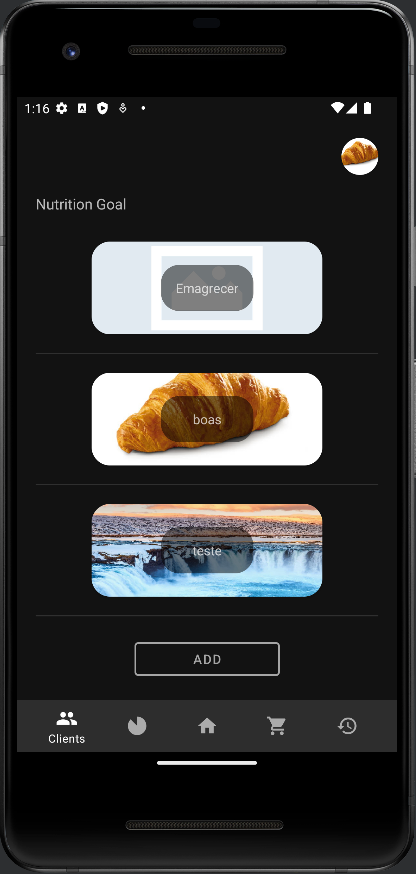 1:16
Nutrition Goal
Emagrecer
boas
teste
ADD
Clients